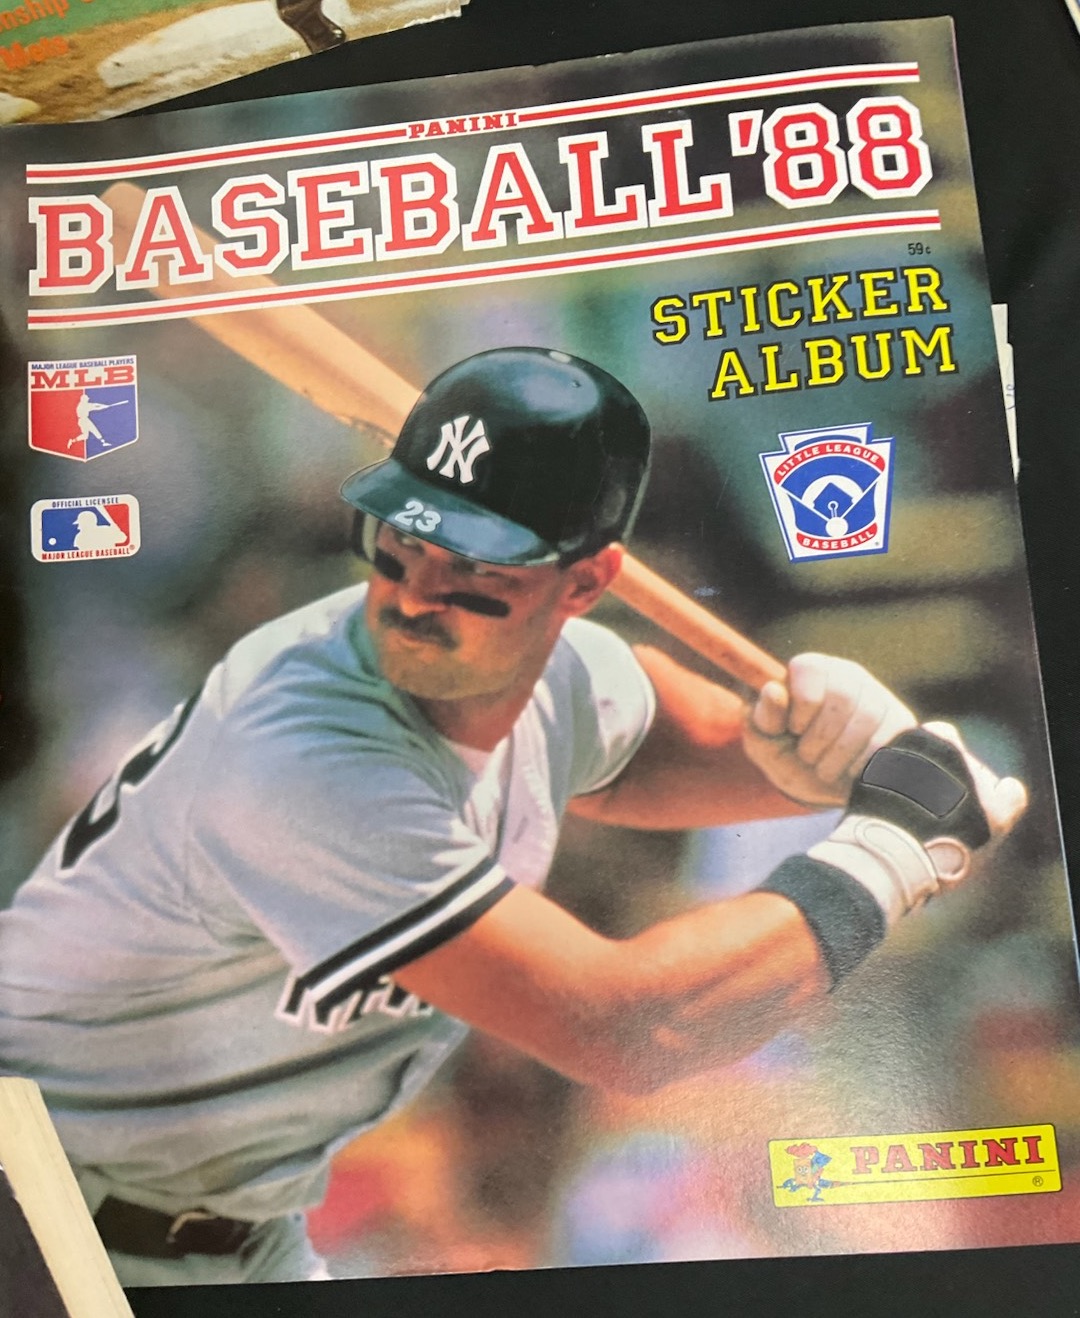 Mets
PANINI
BASEBALL '88
59¢
STICKER
ALBUM
MAJOR LEAGUE BASEBALL PLAYERS
MLB
NY
23
LITTLE LEAGUE
BASEBALL
OFFICIAL LICENSEE
MAJOR LEAGUE BASEBALL®
PANINI
®